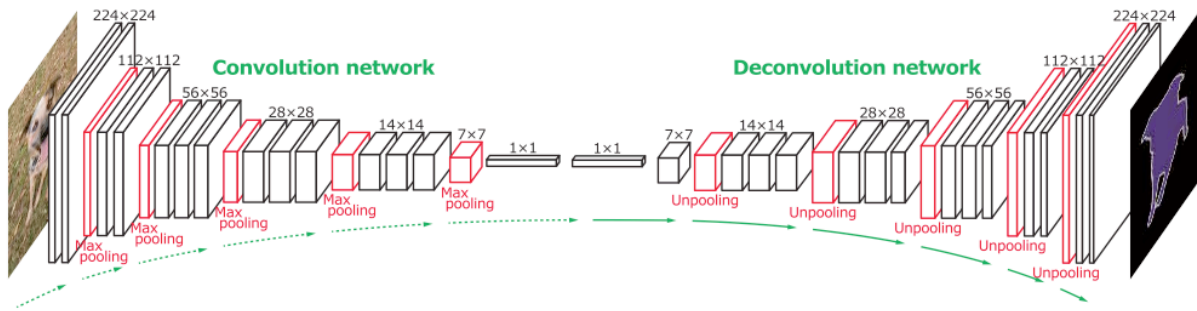 224×224
112×112
56×56
28×28
14×14
7×7
1×1
1×1
7×7
14×14
28×28
56×56
112×112
224×224
Convolution network
Deconvolution network
Max
pooling
Max
pooling
Max
pooling
Max
pooling
Max
pooling
Unpooling
Unpooling
Unpooling
Unpooling
Unpooling